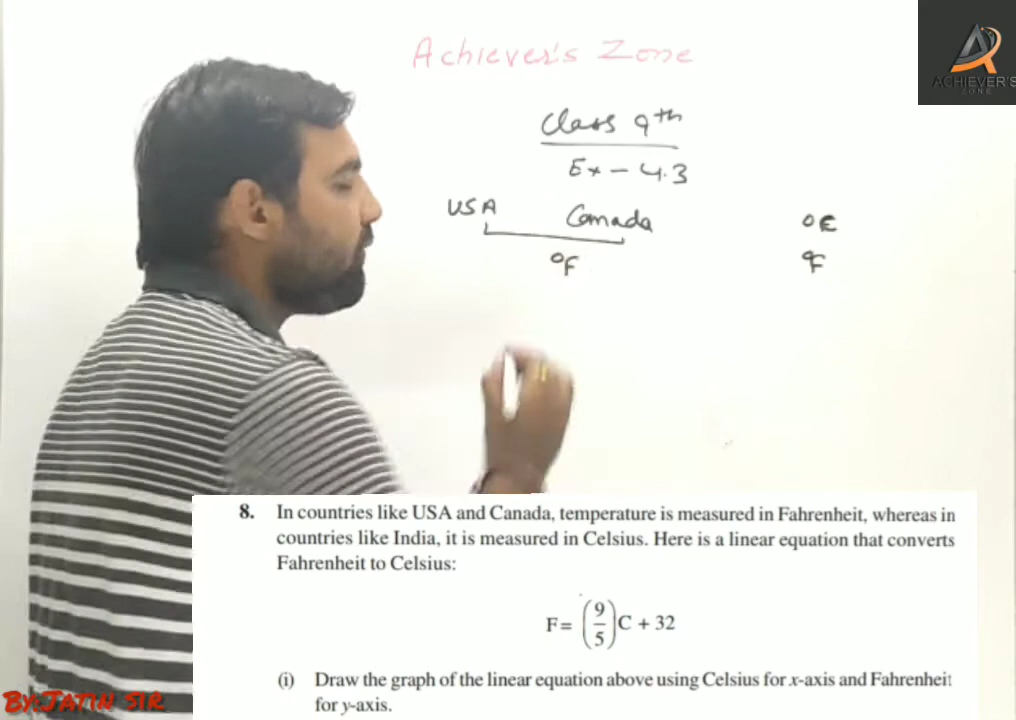 Achiever's Zone
ACHIEVER'S
ZONE
Class 9th
Ex - 4.3
USA Canada
°F
°C
°F
8. In countries like USA and Canada, temperature is measured in Fahrenheit, whereas in
countries like India, it is measured in Celsius. Here is a linear equation that converts
Fahrenheit to Celsius:
F= (9/5)C + 32
(i) Draw the graph of the linear equation above using Celsius for x-axis and Fahrenheit
for y-axis.
By:JATIN SIR